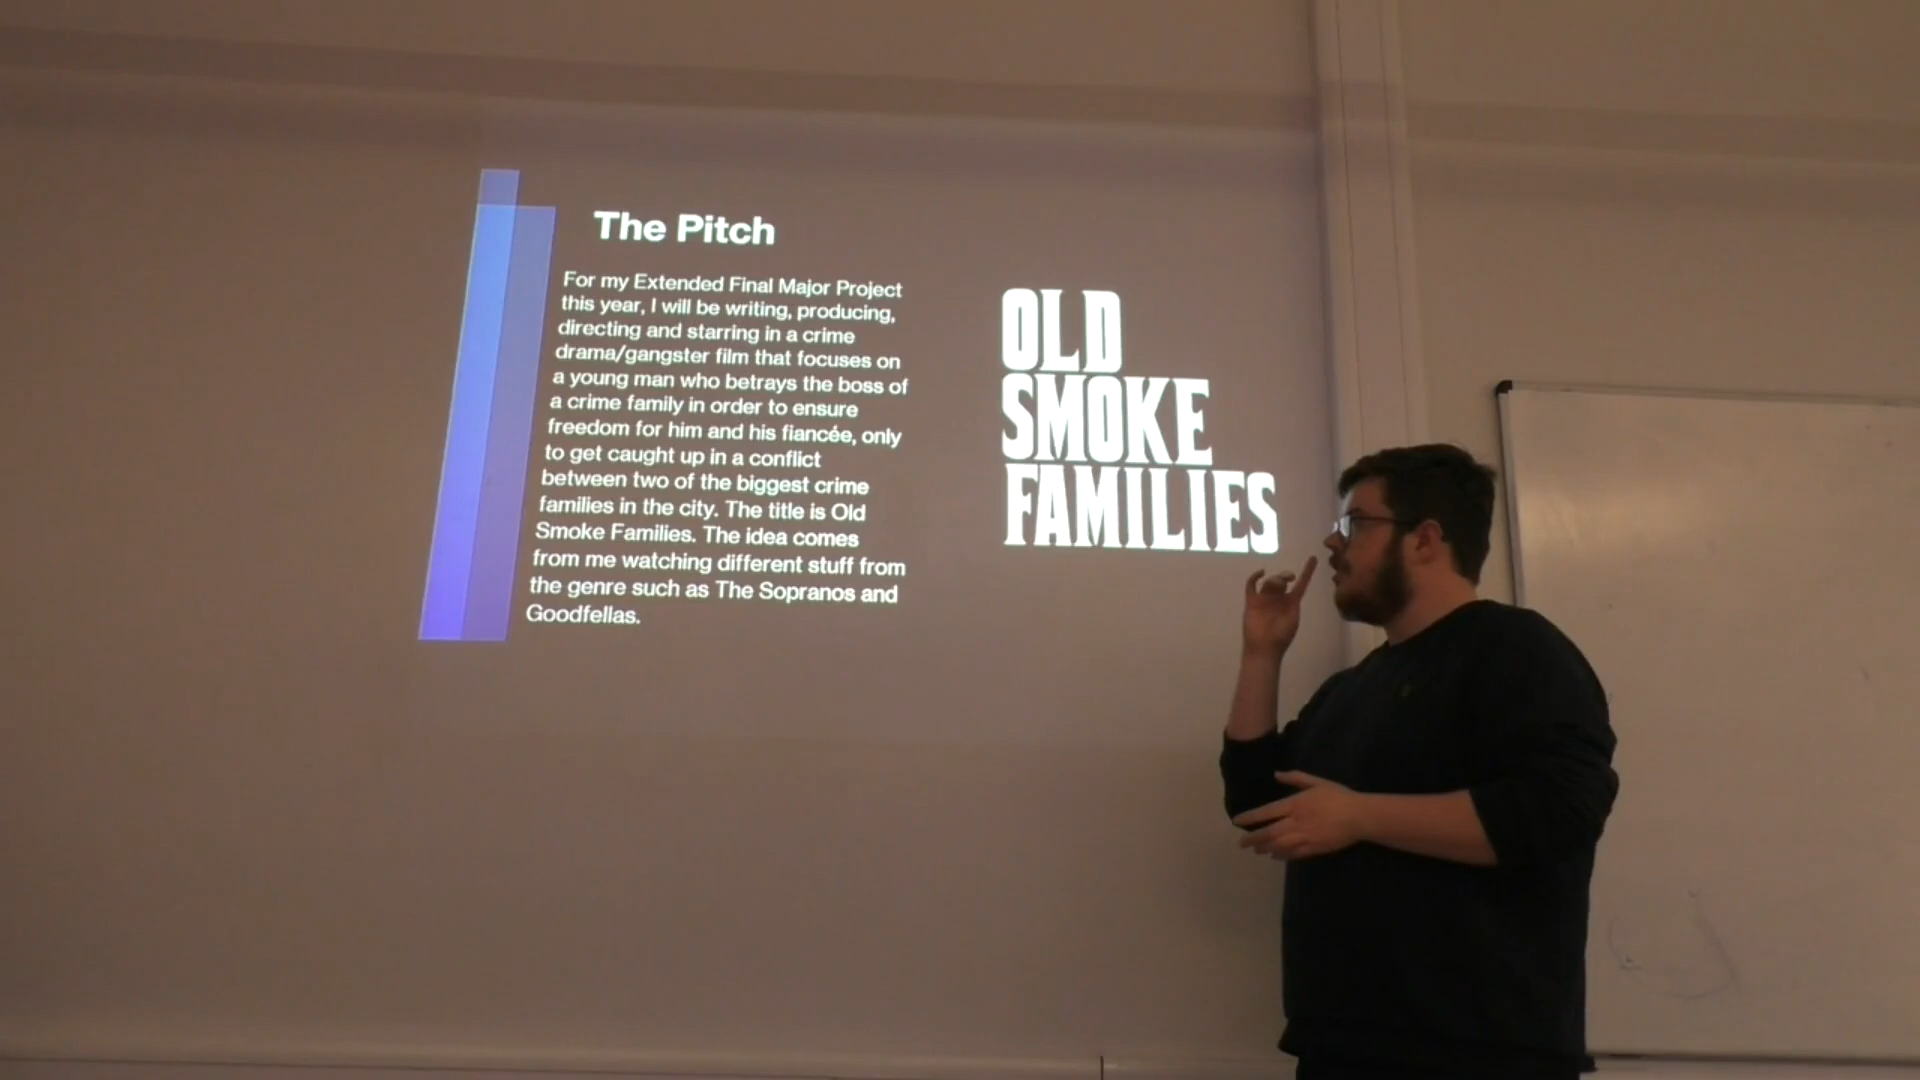 The Pitch
For my Extended Final Major Project
this year, I will be writing, producing,
directing and starring in a crime
drama/gangster film that focuses on
a young man who betrays the boss of
a crime family in order to ensure
freedom for him and his fiancée, only
to get caught up in a conflict
between two of the biggest crime
families in the city. The title is Old
Smoke Families. The idea comes
from me watching different stuff from
the genre such as The Sopranos and
Goodfellas.
OLD
SMOKE
FAMILIES